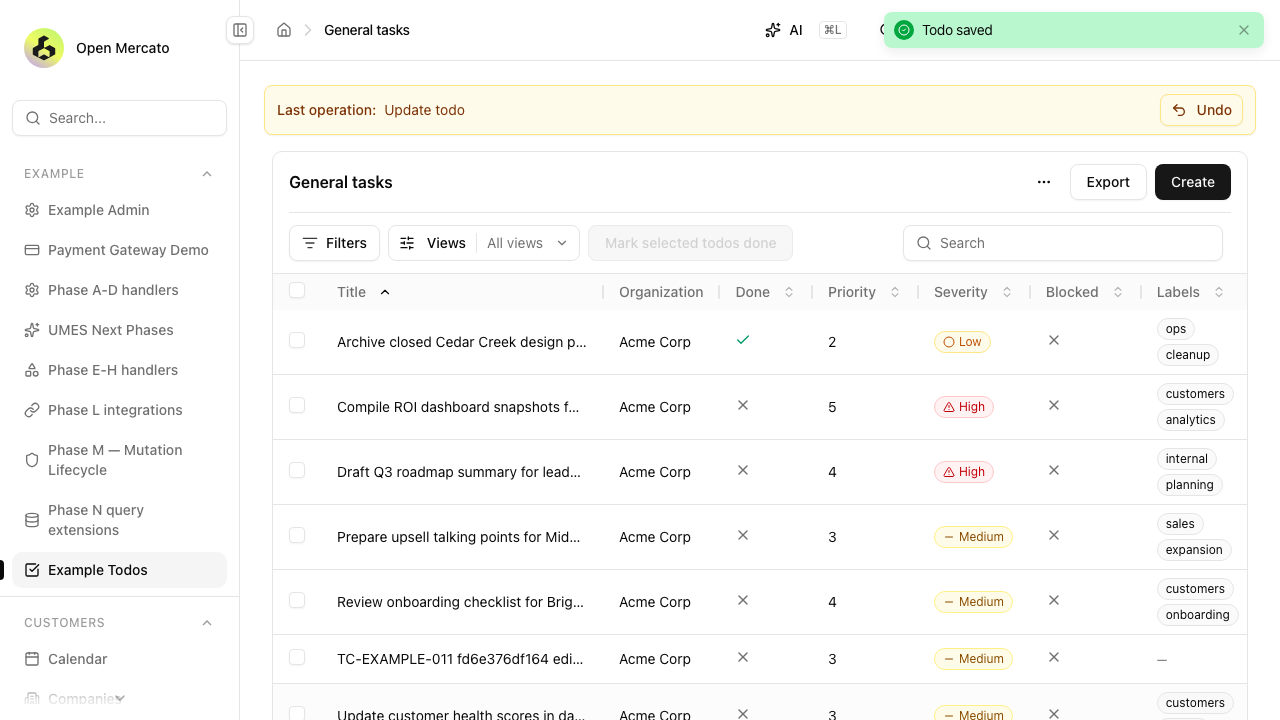 Open Mercato
General tasks
AI
⌘L
Todo saved
Search...
Last operation: Update todo
Undo
EXAMPLE
Example Admin
Payment Gateway Demo
Phase A-D handlers
UMES Next Phases
Phase E-H handlers
Phase L integrations
Phase M — Mutation
Lifecycle
Phase N query
extensions
Example Todos
CUSTOMERS
Calendar
Companies
General tasks
Export
Create
Filters
Views
All views
Mark selected todos done
Search
Title Organization Done Priority Severity Blocked Labels
Archive closed Cedar Creek design p... Acme Corp 2 Low ops
cleanup
Compile ROI dashboard snapshots f... Acme Corp 5 High customers
analytics
Draft Q3 roadmap summary for lead... Acme Corp 4 High internal
planning
Prepare upsell talking points for Mid... Acme Corp 3 Medium sales
expansion
Review onboarding checklist for Brig... Acme Corp 4 Medium customers
onboarding
TC-EXAMPLE-011 fd6e376df164 edi... Acme Corp 3 Medium —
Update customer health scores in da... Acme Corp 3 Medium customers